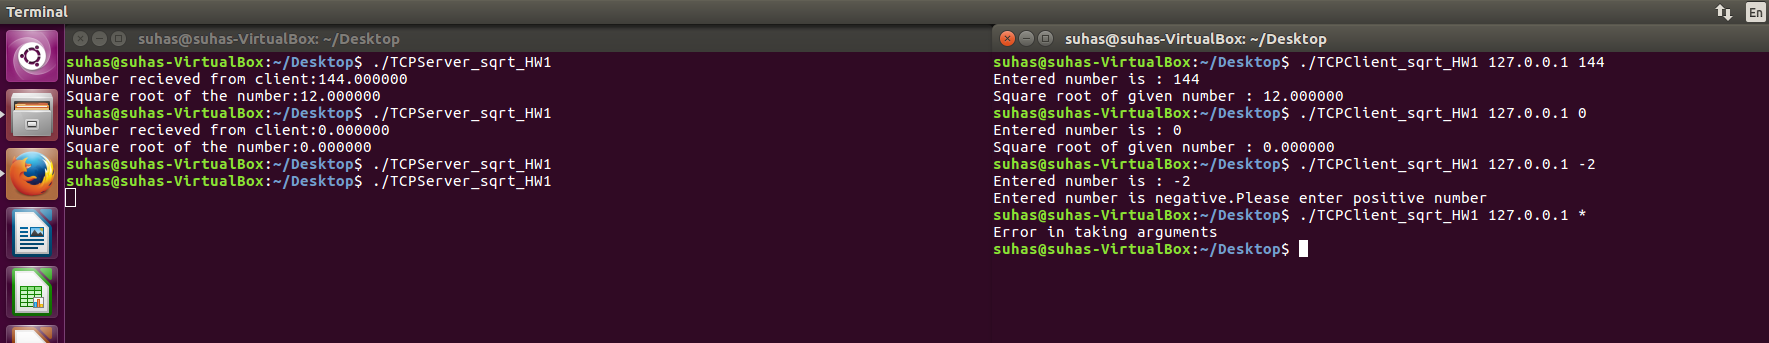 Terminal
En
suhas@suhas-VirtualBox: ~/Desktop
suhas@suhas-VirtualBox:~/Desktop$ ./TCPServer_sqrt_HW1
Number recieved from client:144.000000
Square root of the number:12.000000
suhas@suhas-VirtualBox:~/Desktop$ ./TCPServer_sqrt_HW1
Number recieved from client:0.000000
Square root of the number:0.000000
suhas@suhas-VirtualBox:~/Desktop$ ./TCPServer_sqrt_HW1
suhas@suhas-VirtualBox:~/Desktop$ ./TCPServer_sqrt_HW1
suhas@suhas-VirtualBox: ~/Desktop
suhas@suhas-VirtualBox:~/Desktop$ ./TCPClient_sqrt_HW1 127.0.0.1 144
Entered number is : 144
Square root of given number : 12.000000
suhas@suhas-VirtualBox:~/Desktop$ ./TCPClient_sqrt_HW1 127.0.0.1 0
Entered number is : 0
Square root of given number : 0.000000
suhas@suhas-VirtualBox:~/Desktop$ ./TCPClient_sqrt_HW1 127.0.0.1 -2
Entered number is : -2
Entered number is negative.Please enter positive number
suhas@suhas-VirtualBox:~/Desktop$ ./TCPClient_sqrt_HW1 127.0.0.1 *
Error in taking arguments
suhas@suhas-VirtualBox:~/Desktop$